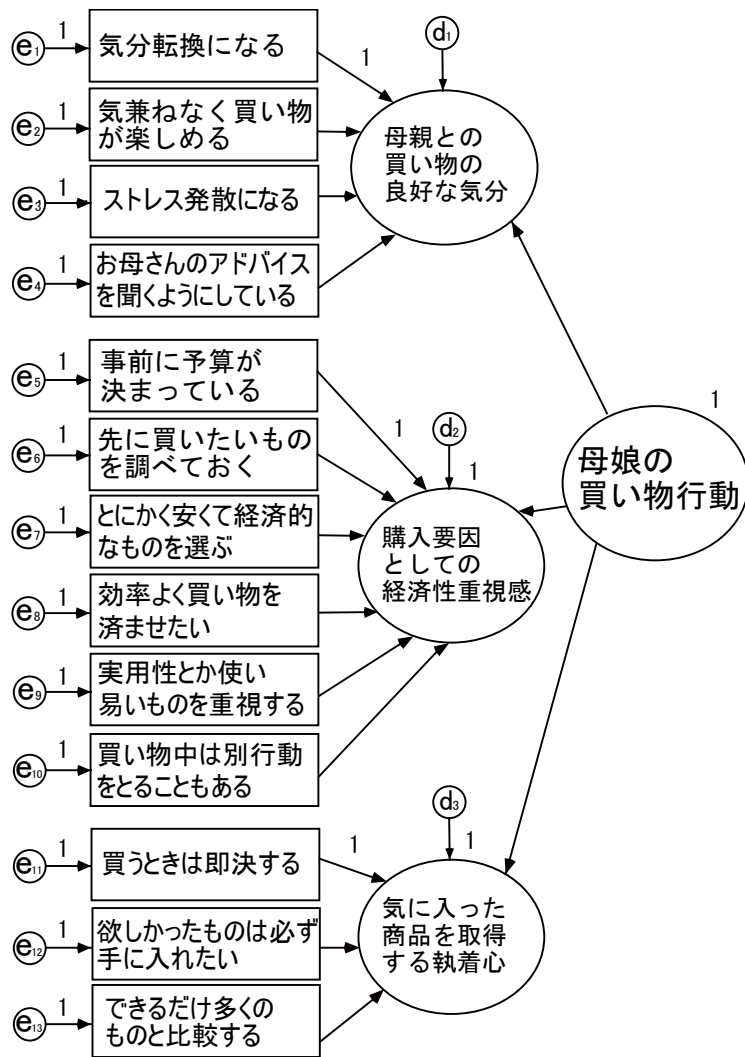 e1
1
気分転換になる
1
d1
e2
1
気兼ねなく買い物
が楽しめる
母親との
買い物の
良好な気分
e3
1
ストレス発散になる
e4
1
お母さんのアドバイス
を聞くようにしている
e5
1
事前に予算が
決まっている
1
d2
1
e6
1
先に買いたいもの
を調べておく
1
母娘の
買い物行動
e7
1
とにかく安くて経済的
なものを選ぶ
購入要因
としての
経済性重視感
e8
1
効率よく買い物を
済ませたい
e9
1
実用性とか使い
易いものを重視する
e10
1
買い物中は別行動
をとることもある
d3
1
1
e11
1
買うときは即決する
気に入った
商品を取得
する執着心
e12
1
欲しかったものは必ず
手に入れたい
e13
1
できるだけ多くの
ものと比較する